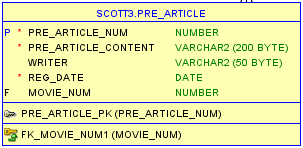 SCOTT3.PRE_ARTICLE
P * PRE_ARTICLE_NUM NUMBER
* PRE_ARTICLE_CONTENT VARCHAR2 (200 BYTE)
WRITER VARCHAR2 (50 BYTE)
* REG_DATE DATE
F MOVIE_NUM NUMBER
PRE_ARTICLE_PK (PRE_ARTICLE_NUM)
FK_MOVIE_NUM1 (MOVIE_NUM)